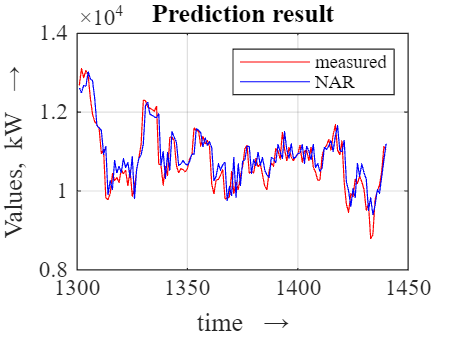 ×10⁴
Prediction result
1.4
measured
NAR
1.2
1
0.8
Values, kW →
1300
1350
1400
1450
time →